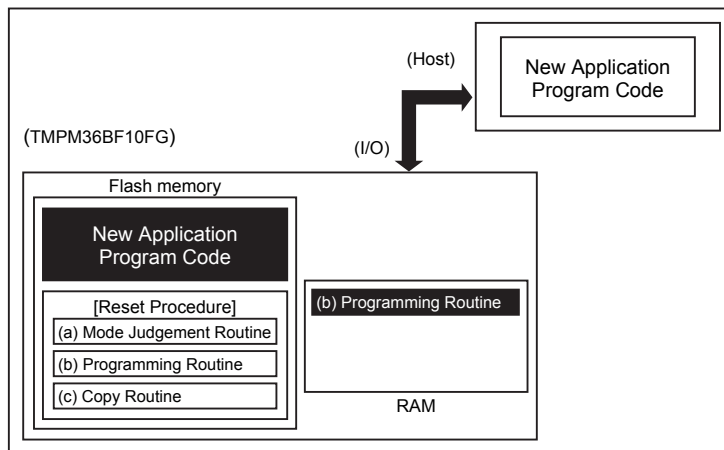 (Host)
New Application
Program Code
(TMPM36BF10FG)
(I/O)
Flash memory
New Application
Program Code
[Reset Procedure]
(a) Mode Judgement Routine
(b) Programming Routine
(c) Copy Routine
(b) Programming Routine
RAM